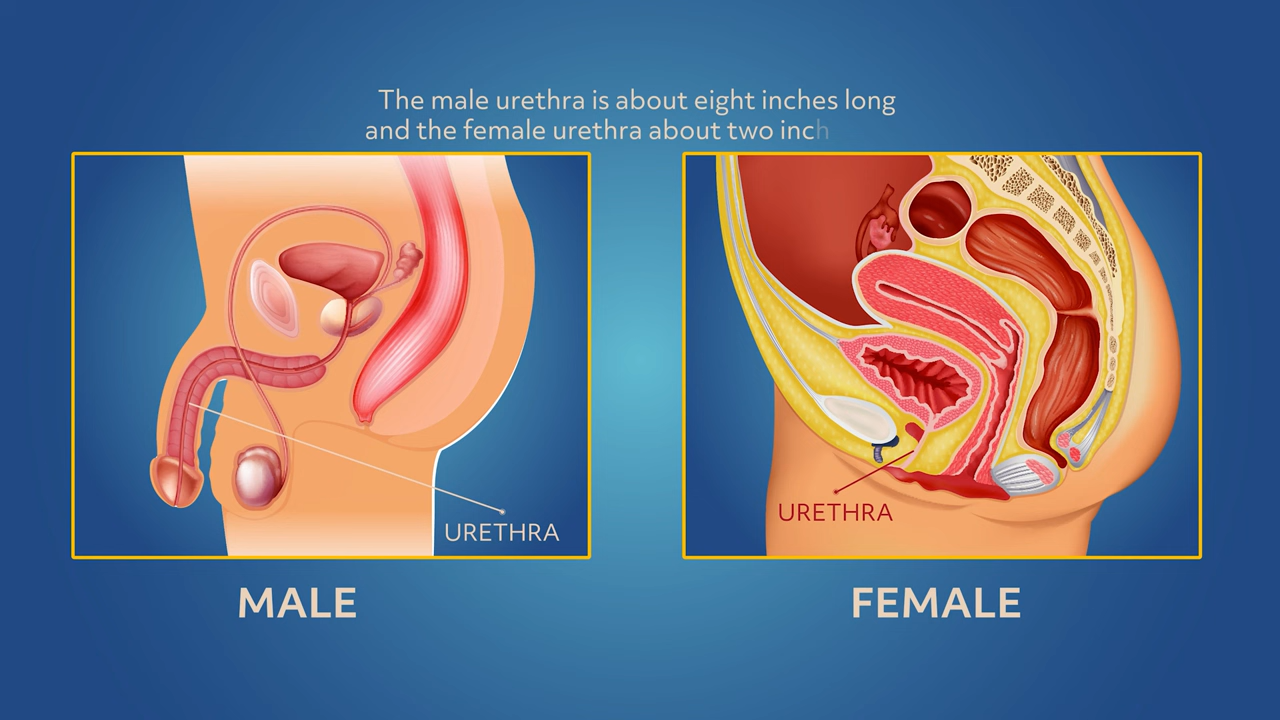 The male urethra is about eight inches long
and the female urethra about two inch
URETHRA
URETHRA
MALE
FEMALE